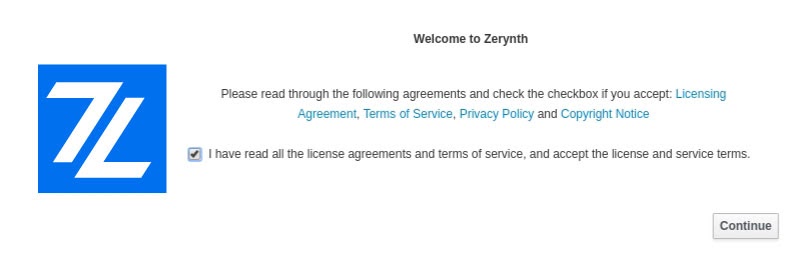 Welcome to Zerynth
Please read through the following agreements and check the checkbox if you accept: Licensing
Agreement, Terms of Service, Privacy Policy and Copyright Notice
I have read all the license agreements and terms of service, and accept the license and service terms.
Continue